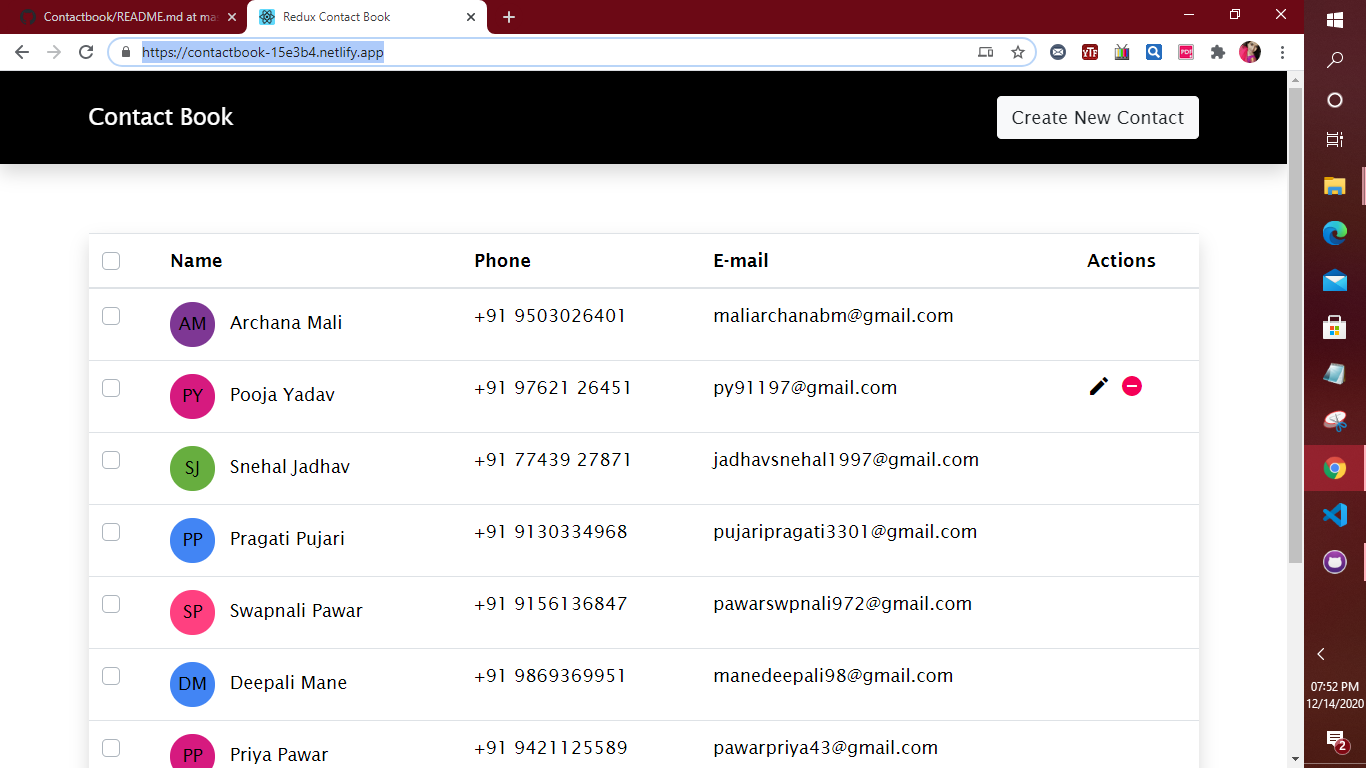 Contactbook/README.md at ma
Redux Contact Book
https://contactbook-15e3b4.netlify.app
YTF
PDF
Contact Book
Create New Contact
Name Phone E-mail Actions
AM Archana Mali +91 9503026401 maliarchanabm@gmail.com
PY Pooja Yadav +91 97621 26451 py91197@gmail.com
SJ Snehal Jadhav +91 77439 27871 jadhavsnehal1997@gmail.com
PP Pragati Pujari +91 9130334968 pujaripragati3301@gmail.com
SP Swapnali Pawar +91 9156136847 pawarswpnali972@gmail.com
DM Deepali Mane +91 9869369951 manedeepali98@gmail.com
PP Priya Pawar +91 9421125589 pawarpriya43@gmail.com
07:52 PM
12/14/2020
2